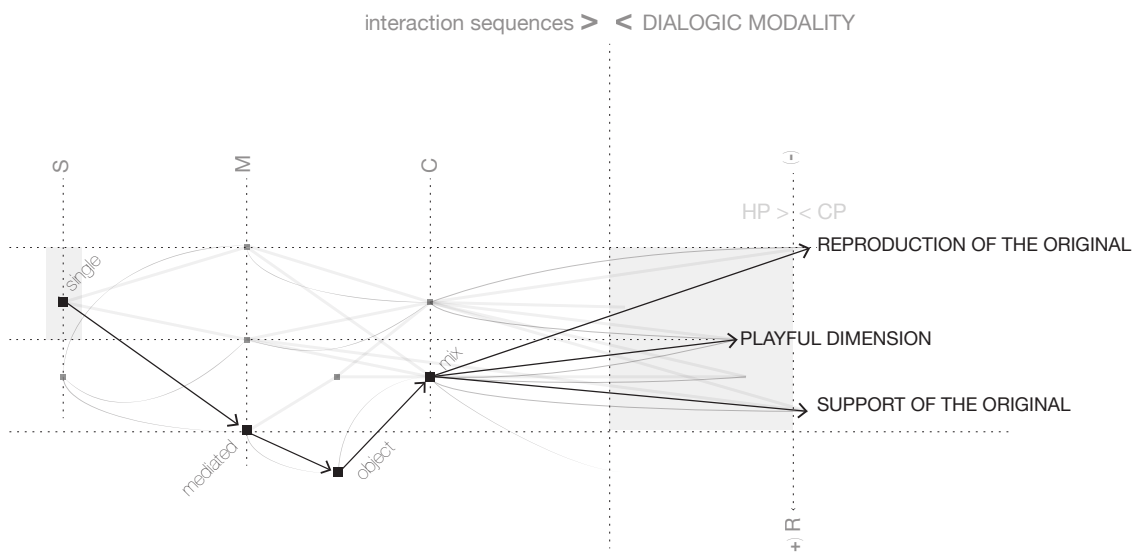 interaction sequences > < DIALOGIC MODALITY
S
M
C
(-)
HP > < CP
single
REPRODUCTION OF THE ORIGINAL
PLAYFUL DIMENSION
mix
SUPPORT OF THE ORIGINAL
mediated
object
(+) R